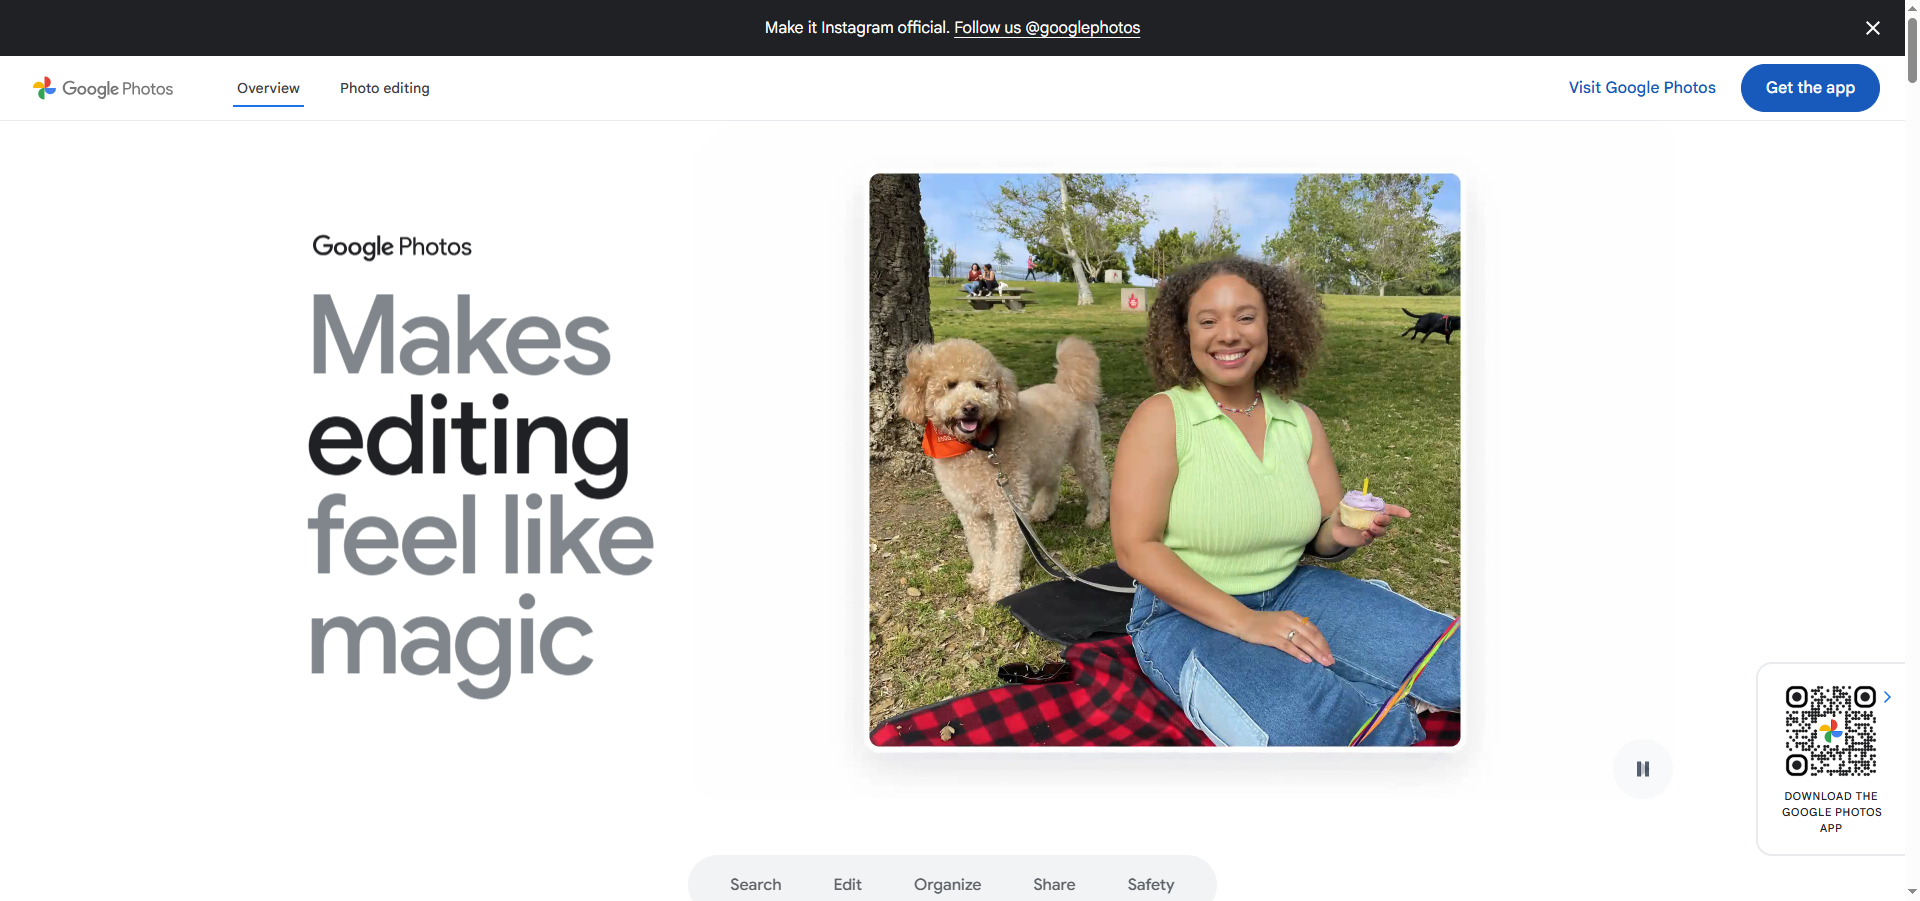 Make it Instagram official. Follow us @googlephotos
Google Photos
Overview
Photo editing
Visit Google Photos
Get the app
Google Photos
Makes
editing
feel like
magic
DOWNLOAD THE
GOOGLE PHOTOS
APP
Search
Edit
Organize
Share
Safety